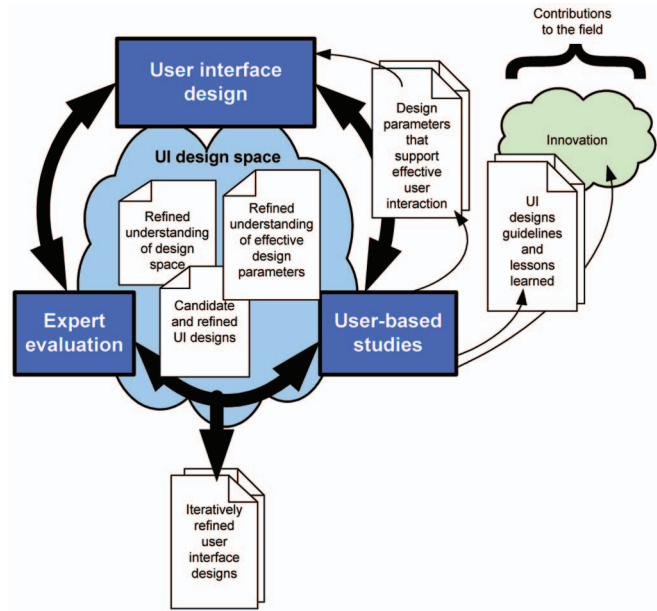 Contributions
to the field
User interface
design
Design
parameters
that
support
effective
user
interaction
Innovation
UI design space
UI
designs
guidelines
and
lessons
learned
Refined
understanding
of design
space
Refined
understanding
of effective
design
parameters
Candidate
and refined
UI designs
Expert
evaluation
User-based
studies
Iteratively
refined
user
interface
designs